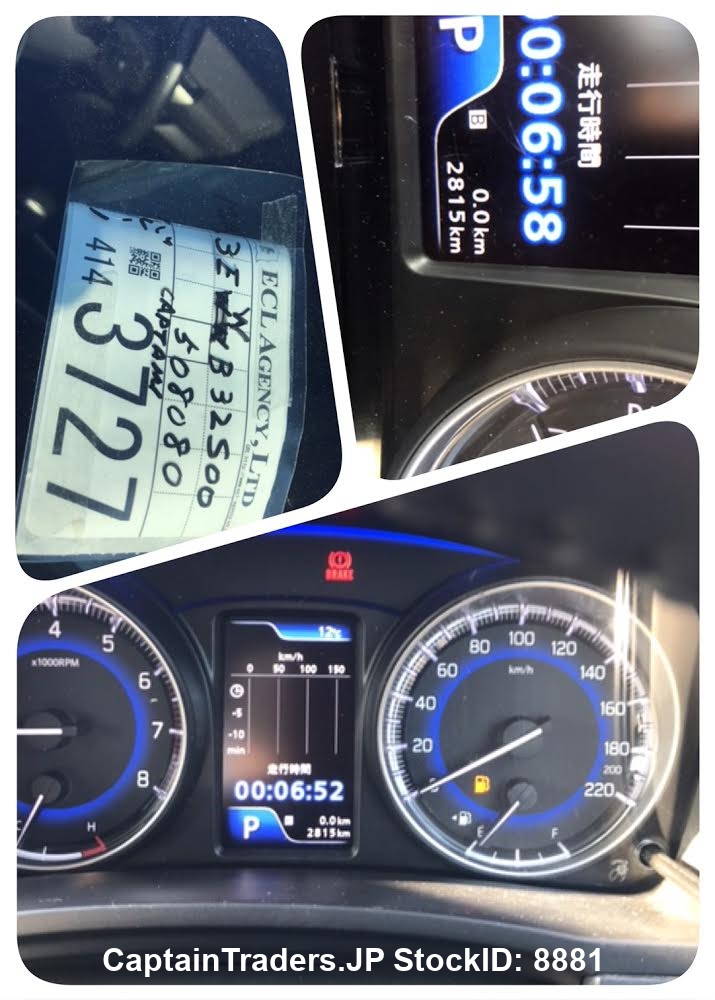 ECL AGENCY, LTD
3EWB32S00
508080
CAPTAIN
414
3727
P
00:06:58
走行時間
B
0.0km
2815km
BRAKE
4
5
6
7
8
x1000RPM
H
12℃
km/h
0 50 100 150
-5
-10
min
走行時間
00:06:52
P
0.0km
2815km
0
20
40
60
80
100
120
140
160
180
200
220
km/h
E
F
CaptainTraders.JP StockID: 8881